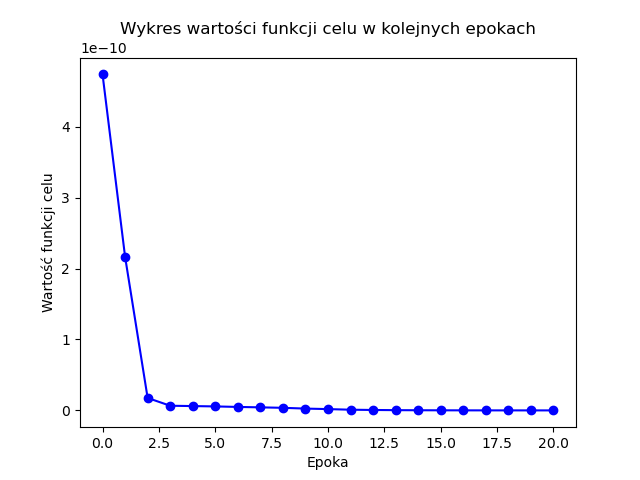 Wykres wartości funkcji celu w kolejnych epokach
1e−10
4
3
2
1
0
Wartość funkcji celu
0.0 2.5 5.0 7.5 10.0 12.5 15.0 17.5 20.0
Epoka